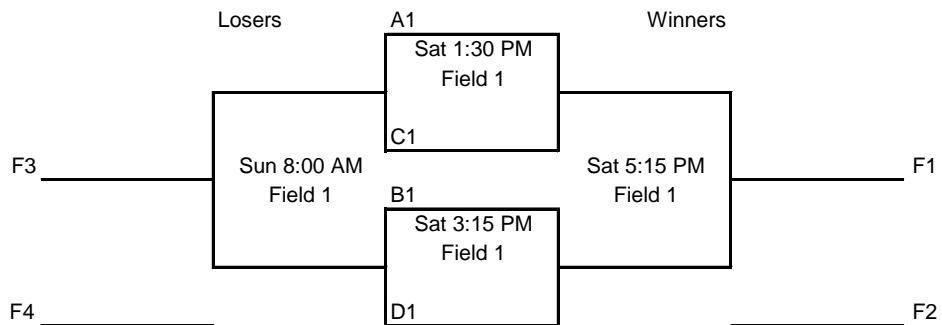 Losers
A1
Winners
Sat 1:30 PM
Field 1
C1
F3
Sun 8:00 AM
Field 1
Sat 5:15 PM
Field 1
F1
B1
Sat 3:15 PM
Field 1
F4
D1
F2